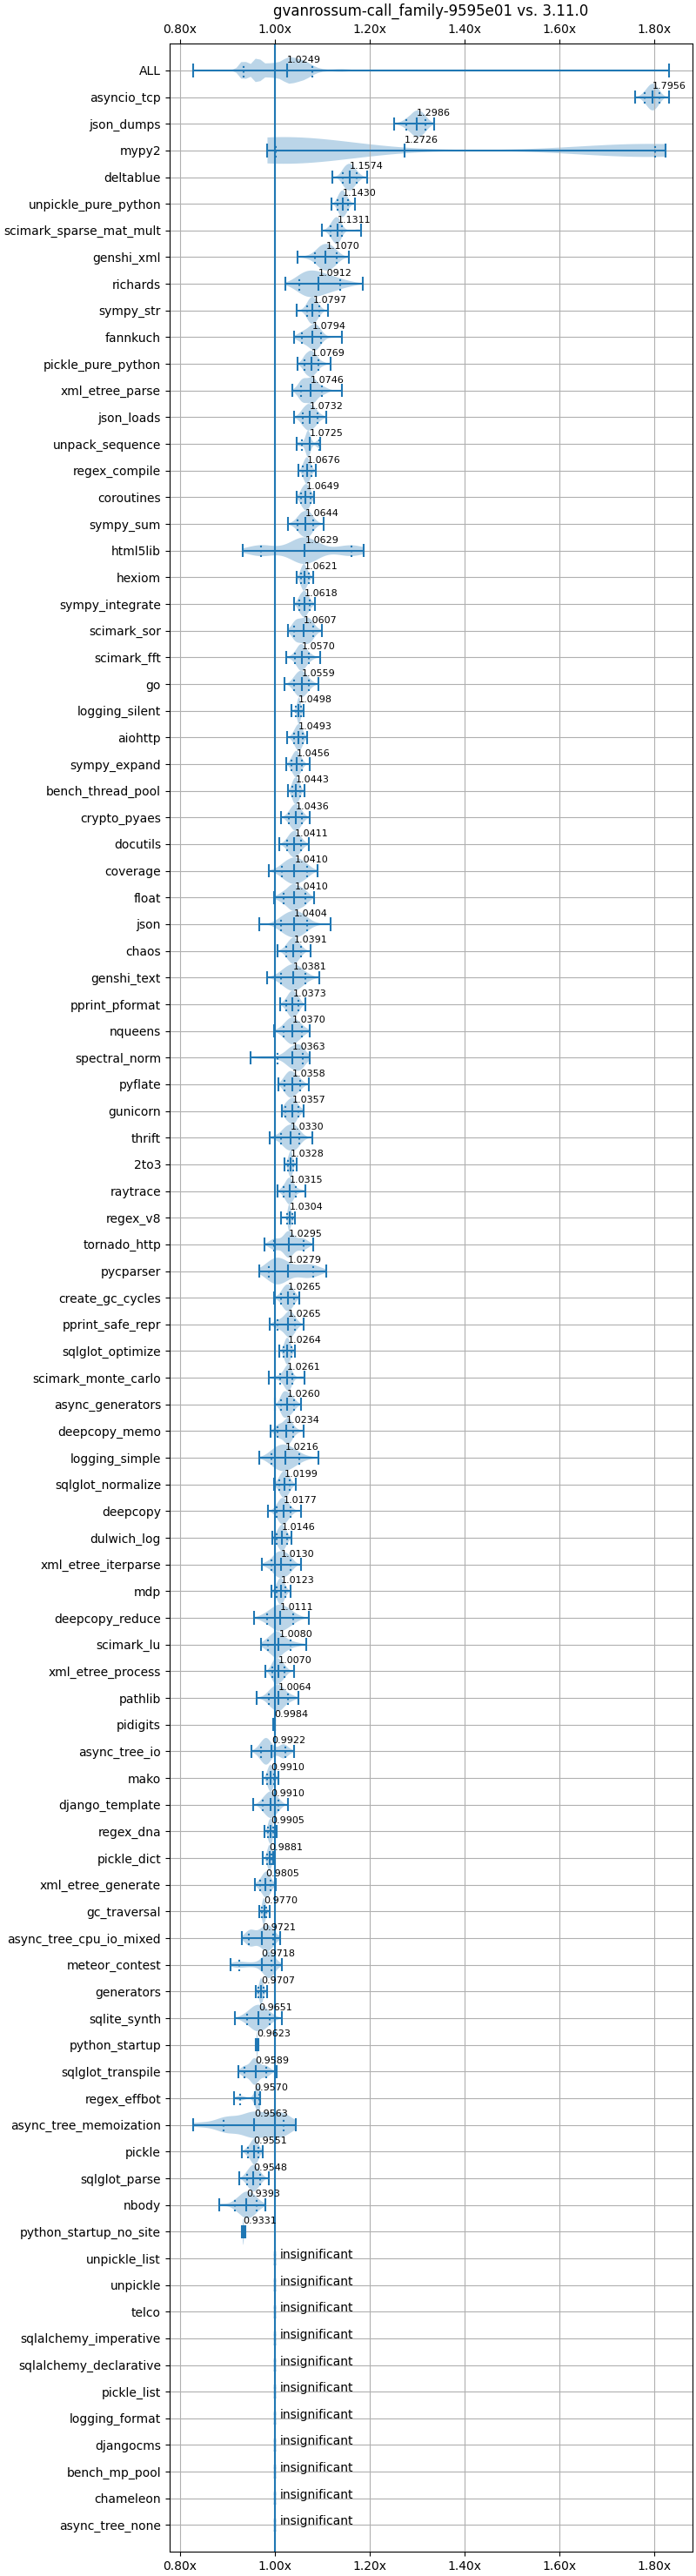 gvanrossum-call_family-9595e01 vs. 3.11.0
0.80x 1.00x 1.20x 1.40x 1.60x 1.80x
ALL 1.0249
asyncio_tcp 1.7956
json_dumps 1.2986
mypy2 1.2726
deltablue 1.1574
unpickle_pure_python 1.1430
scimark_sparse_mat_mult 1.1311
genshi_xml 1.1070
richards 1.0912
sympy_str 1.0797
fannkuch 1.0794
pickle_pure_python 1.0769
xml_etree_parse 1.0746
json_loads 1.0732
unpack_sequence 1.0725
regex_compile 1.0676
coroutines 1.0649
sympy_sum 1.0644
html5lib 1.0629
hexiom 1.0621
sympy_integrate 1.0618
scimark_sor 1.0607
scimark_fft 1.0570
go 1.0559
logging_silent 1.0498
aiohttp 1.0493
sympy_expand 1.0456
bench_thread_pool 1.0443
crypto_pyaes 1.0436
docutils 1.0411
coverage 1.0410
float 1.0410
json 1.0404
chaos 1.0391
genshi_text 1.0381
pprint_pformat 1.0373
nqueens 1.0370
spectral_norm 1.0363
pyflate 1.0358
gunicorn 1.0357
thrift 1.0330
2to3 1.0328
raytrace 1.0315
regex_v8 1.0304
tornado_http 1.0295
pycparser 1.0279
create_gc_cycles 1.0265
pprint_safe_repr 1.0265
sqlglot_optimize 1.0264
scimark_monte_carlo 1.0261
async_generators 1.0260
deepcopy_memo 1.0234
logging_simple 1.0216
sqlglot_normalize 1.0199
deepcopy 1.0177
dulwich_log 1.0146
xml_etree_iterparse 1.0130
mdp 1.0123
deepcopy_reduce 1.0111
scimark_lu 1.0080
xml_etree_process 1.0070
pathlib 1.0064
pidigits 0.9984
async_tree_io 0.9922
mako 0.9910
django_template 0.9910
regex_dna 0.9905
pickle_dict 0.9881
xml_etree_generate 0.9805
gc_traversal 0.9770
async_tree_cpu_io_mixed 0.9721
meteor_contest 0.9718
generators 0.9707
sqlite_synth 0.9651
python_startup 0.9623
sqlglot_transpile 0.9589
regex_effbot 0.9570
async_tree_memoization 0.9563
pickle 0.9551
sqlglot_parse 0.9548
nbody 0.9393
python_startup_no_site 0.9331
unpickle_list insignificant
unpickle insignificant
telco insignificant
sqlalchemy_imperative insignificant
sqlalchemy_declarative insignificant
pickle_list insignificant
logging_format insignificant
djangocms insignificant
bench_mp_pool insignificant
chameleon insignificant
async_tree_none insignificant
0.80x 1.00x 1.20x 1.40x 1.60x 1.80x